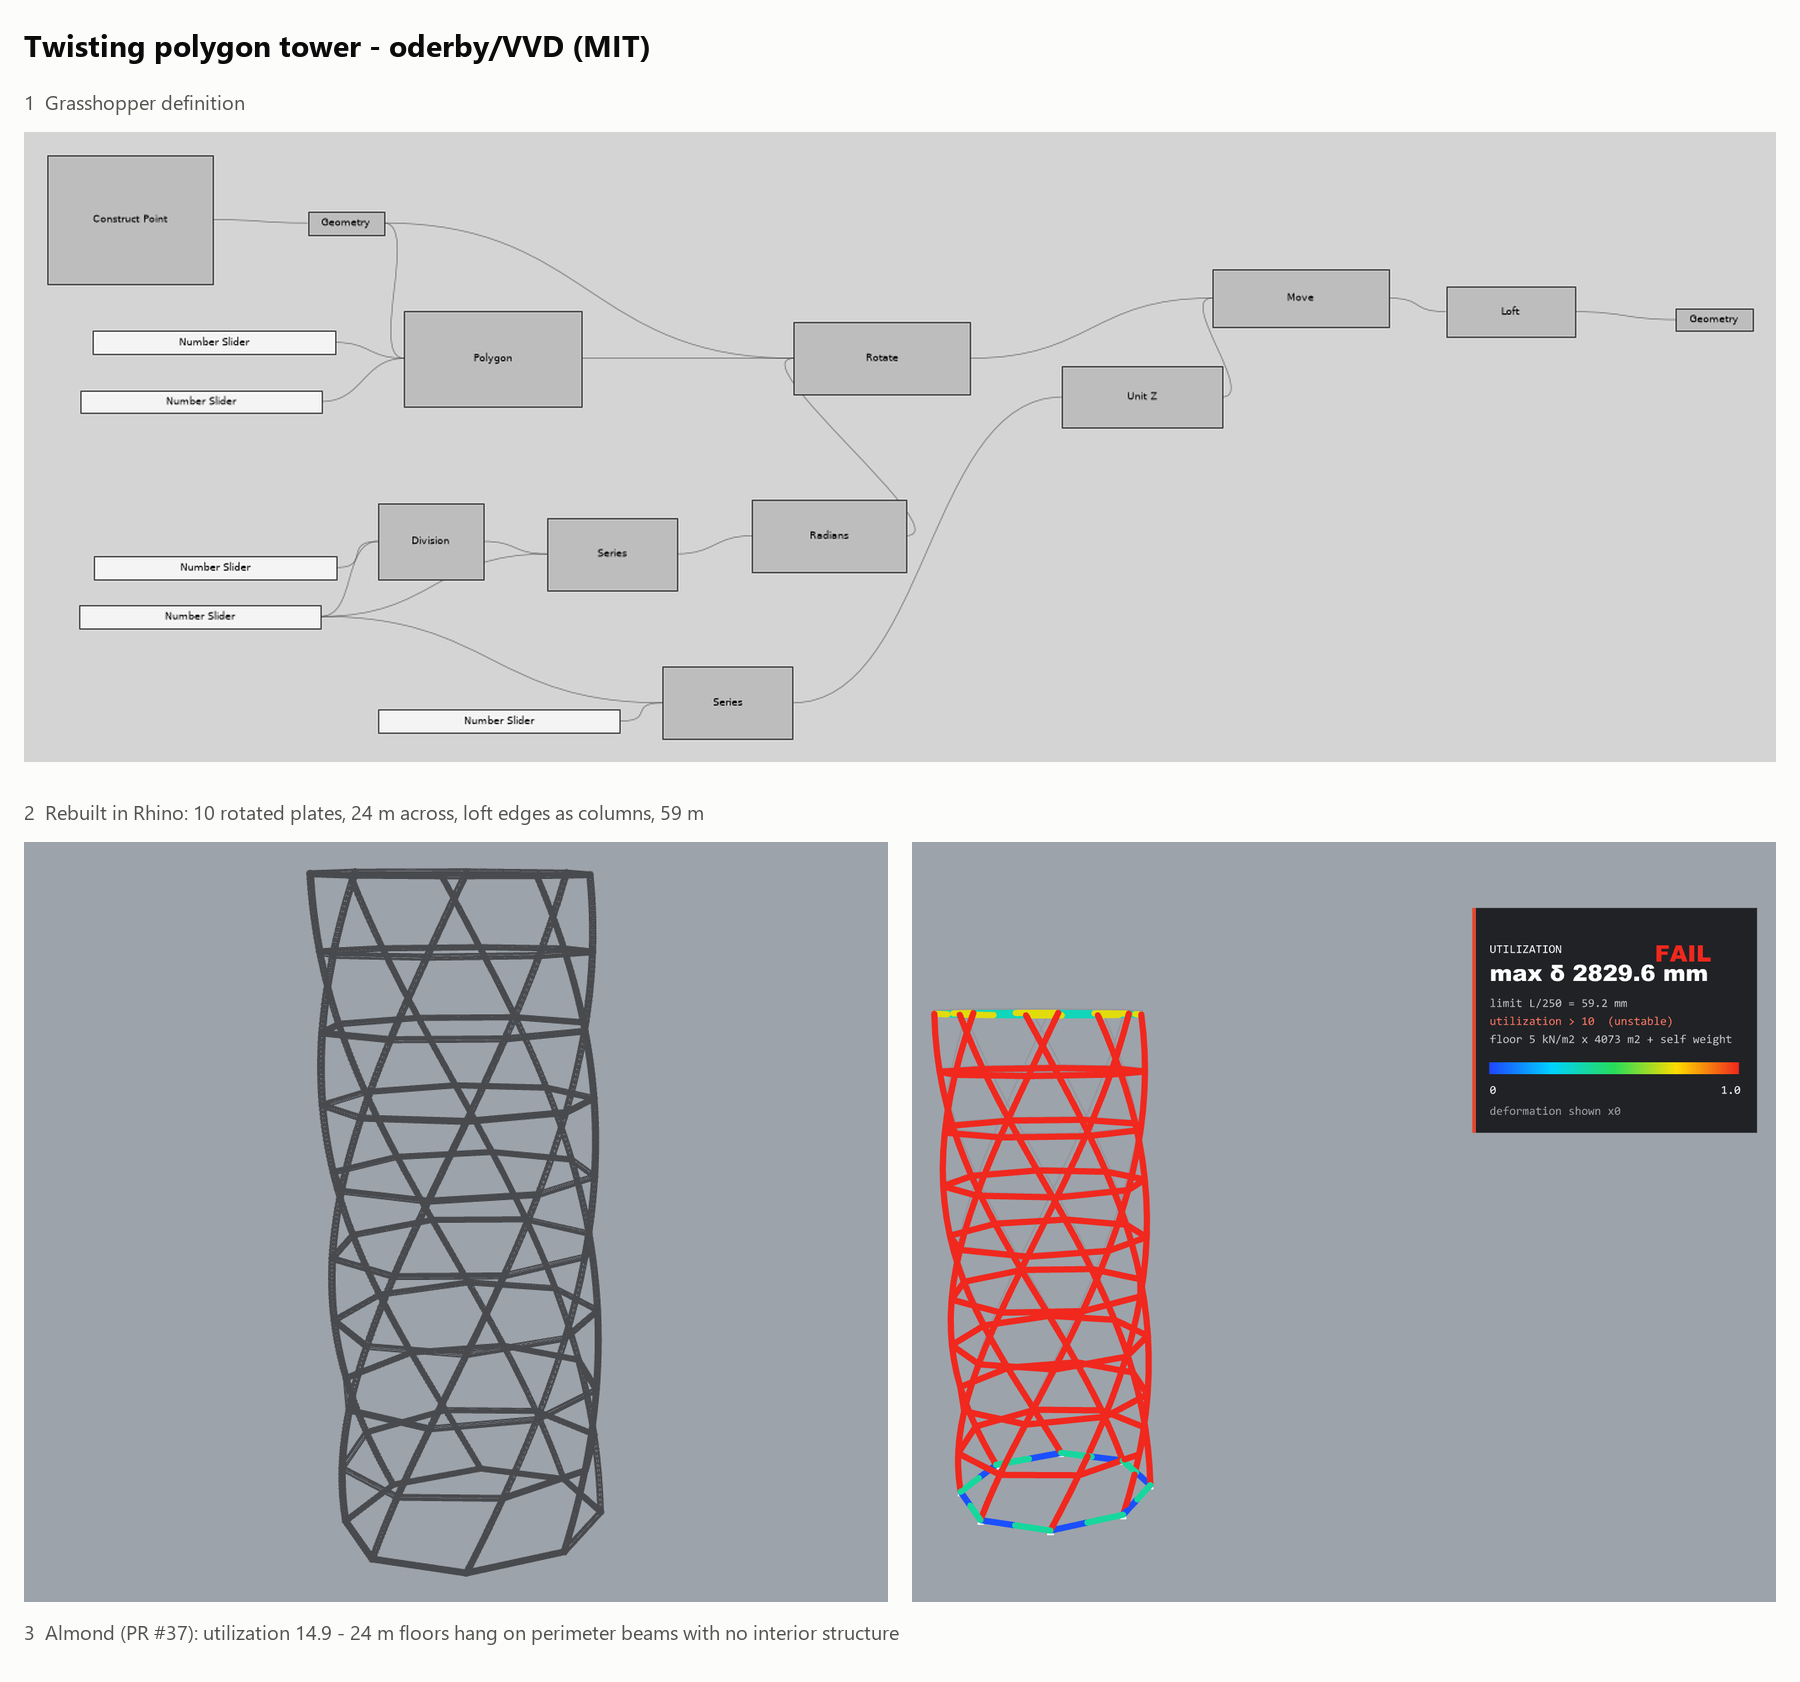 Twisting polygon tower - oderby/VVD (MIT)
1 Grasshopper definition
Construct Point
Geometry
Number Slider
Number Slider
Polygon
Rotate
Move
Loft
Geometry
Unit Z
Division
Series
Radians
Number Slider
Number Slider
Series
Number Slider
2 Rebuilt in Rhino: 10 rotated plates, 24 m across, loft edges as columns, 59 m
UTILIZATION
FAIL
max δ 2829.6 mm
limit L/250 = 59.2 mm
utilization > 10 (unstable)
floor 5 kN/m2 x 4073 m2 + self weight
0 1.0
deformation shown x0
3 Almond (PR #37): utilization 14.9 - 24 m floors hang on perimeter beams with no interior structure